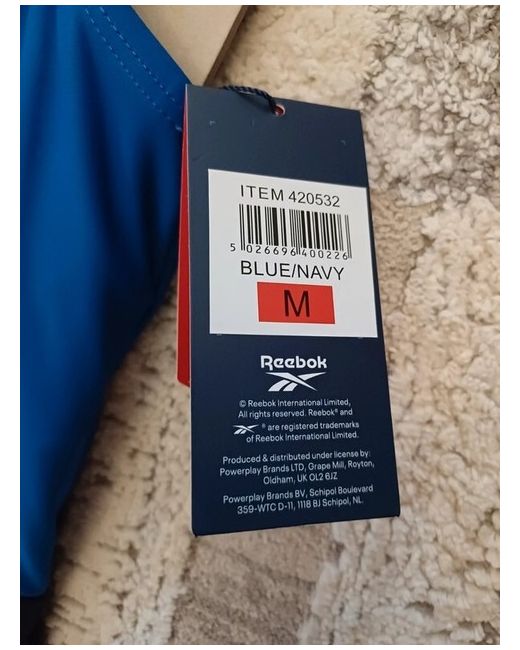 ITEM 420532
5 026696 400226
BLUE/NAVY
M
Reebok
© Reebok International Limited,
All rights reserved. Reebok® and
® are registered trademarks
of Reebok International Limited.
Produced & distributed under license by:
Powerplay Brands LTD, Grape Mill, Royton,
Oldham, UK OL2 6JZ
Powerplay Brands BV, Schipol Boulevard
359-WTC D-11, 1118 BJ Schipol, NL.